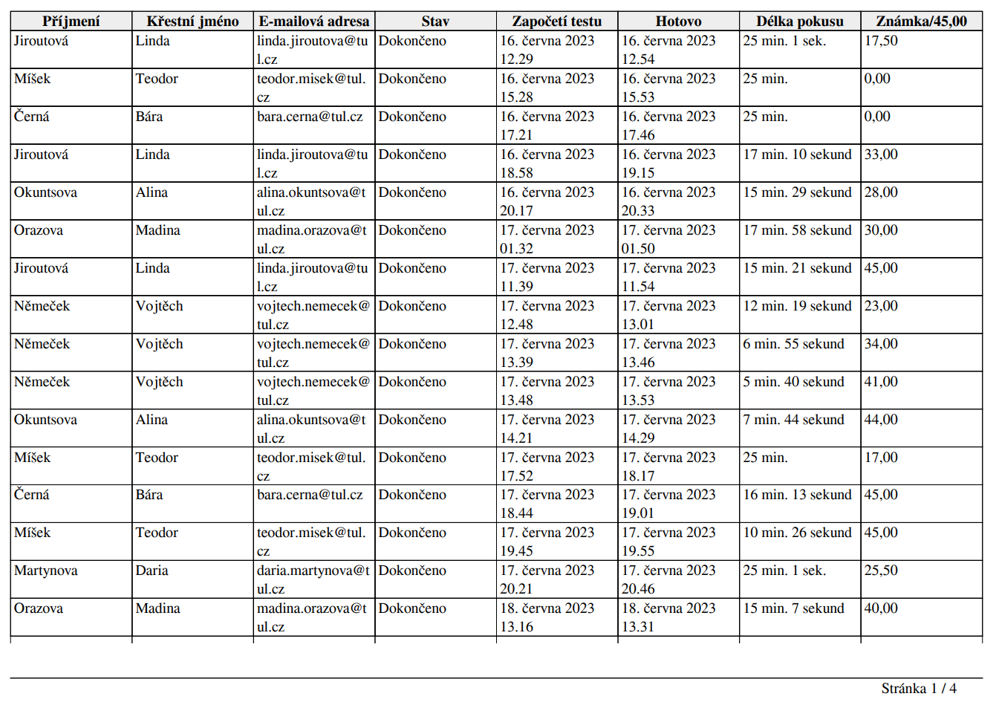 Příjmení Křestní jméno E-mailová adresa Stav Započetí testu Hotovo Délka pokusu Známka/45,00
Jiroutová Linda linda.jiroutova@tu Dokončeno 16. června 2023 16. června 2023 25 min. 1 sek. 17,50
l.cz 12.29 12.54
Míšek Teodor teodor.misek@tul. Dokončeno 16. června 2023 16. června 2023 25 min. 0,00
cz 15.28 15.53
Černá Bára bara.cerna@tul.cz Dokončeno 16. června 2023 16. června 2023 25 min. 0,00
17.21 17.46
Jiroutová Linda linda.jiroutova@tu Dokončeno 16. června 2023 16. června 2023 17 min. 10 sekund 33,00
l.cz 18.58 19.15
Okuntsova Alina alina.okuntsova@t Dokončeno 16. června 2023 16. června 2023 15 min. 29 sekund 28,00
ul.cz 20.17 20.33
Orazova Madina madina.orazova@t Dokončeno 17. června 2023 17. června 2023 17 min. 58 sekund 30,00
ul.cz 01.32 01.50
Jiroutová Linda linda.jiroutova@tu Dokončeno 17. června 2023 17. června 2023 15 min. 21 sekund 45,00
l.cz 11.39 11.54
Němeček Vojtěch vojtech.nemecek@ Dokončeno 17. června 2023 17. června 2023 12 min. 19 sekund 23,00
tul.cz 12.48 13.01
Němeček Vojtěch vojtech.nemecek@ Dokončeno 17. června 2023 17. června 2023 6 min. 55 sekund 34,00
tul.cz 13.39 13.46
Němeček Vojtěch vojtech.nemecek@ Dokončeno 17. června 2023 17. června 2023 5 min. 40 sekund 41,00
tul.cz 13.48 13.53
Okuntsova Alina alina.okuntsova@t Dokončeno 17. června 2023 17. června 2023 7 min. 44 sekund 44,00
ul.cz 14.21 14.29
Míšek Teodor teodor.misek@tul. Dokončeno 17. června 2023 17. června 2023 25 min. 17,00
cz 17.52 18.17
Černá Bára bara.cerna@tul.cz Dokončeno 17. června 2023 17. června 2023 16 min. 13 sekund 45,00
18.44 19.01
Míšek Teodor teodor.misek@tul. Dokončeno 17. června 2023 17. června 2023 10 min. 26 sekund 45,00
cz 19.45 19.55
Martynova Daria daria.martynova@t Dokončeno 17. června 2023 17. června 2023 25 min. 1 sek. 25,50
ul.cz 20.21 20.46
Orazova Madina madina.orazova@t Dokončeno 18. června 2023 18. června 2023 15 min. 7 sekund 40,00
ul.cz 13.16 13.31
Stránka 1 / 4